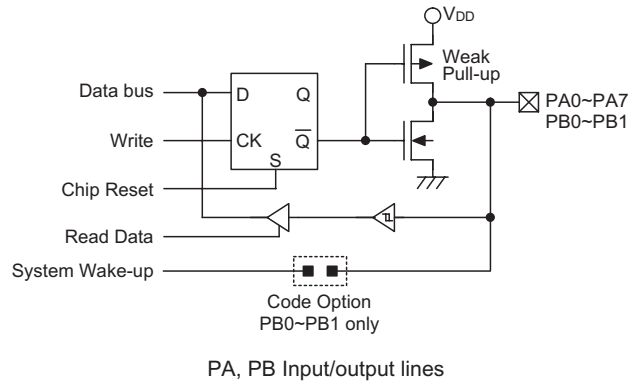 VDD
Weak
Pull-up
Data bus
D
Q
PA0~PA7
PB0~PB1
Write
CK
Q̅
S
Chip Reset
Read Data
System Wake-up
Code Option
PB0~PB1 only
PA, PB Input/output lines